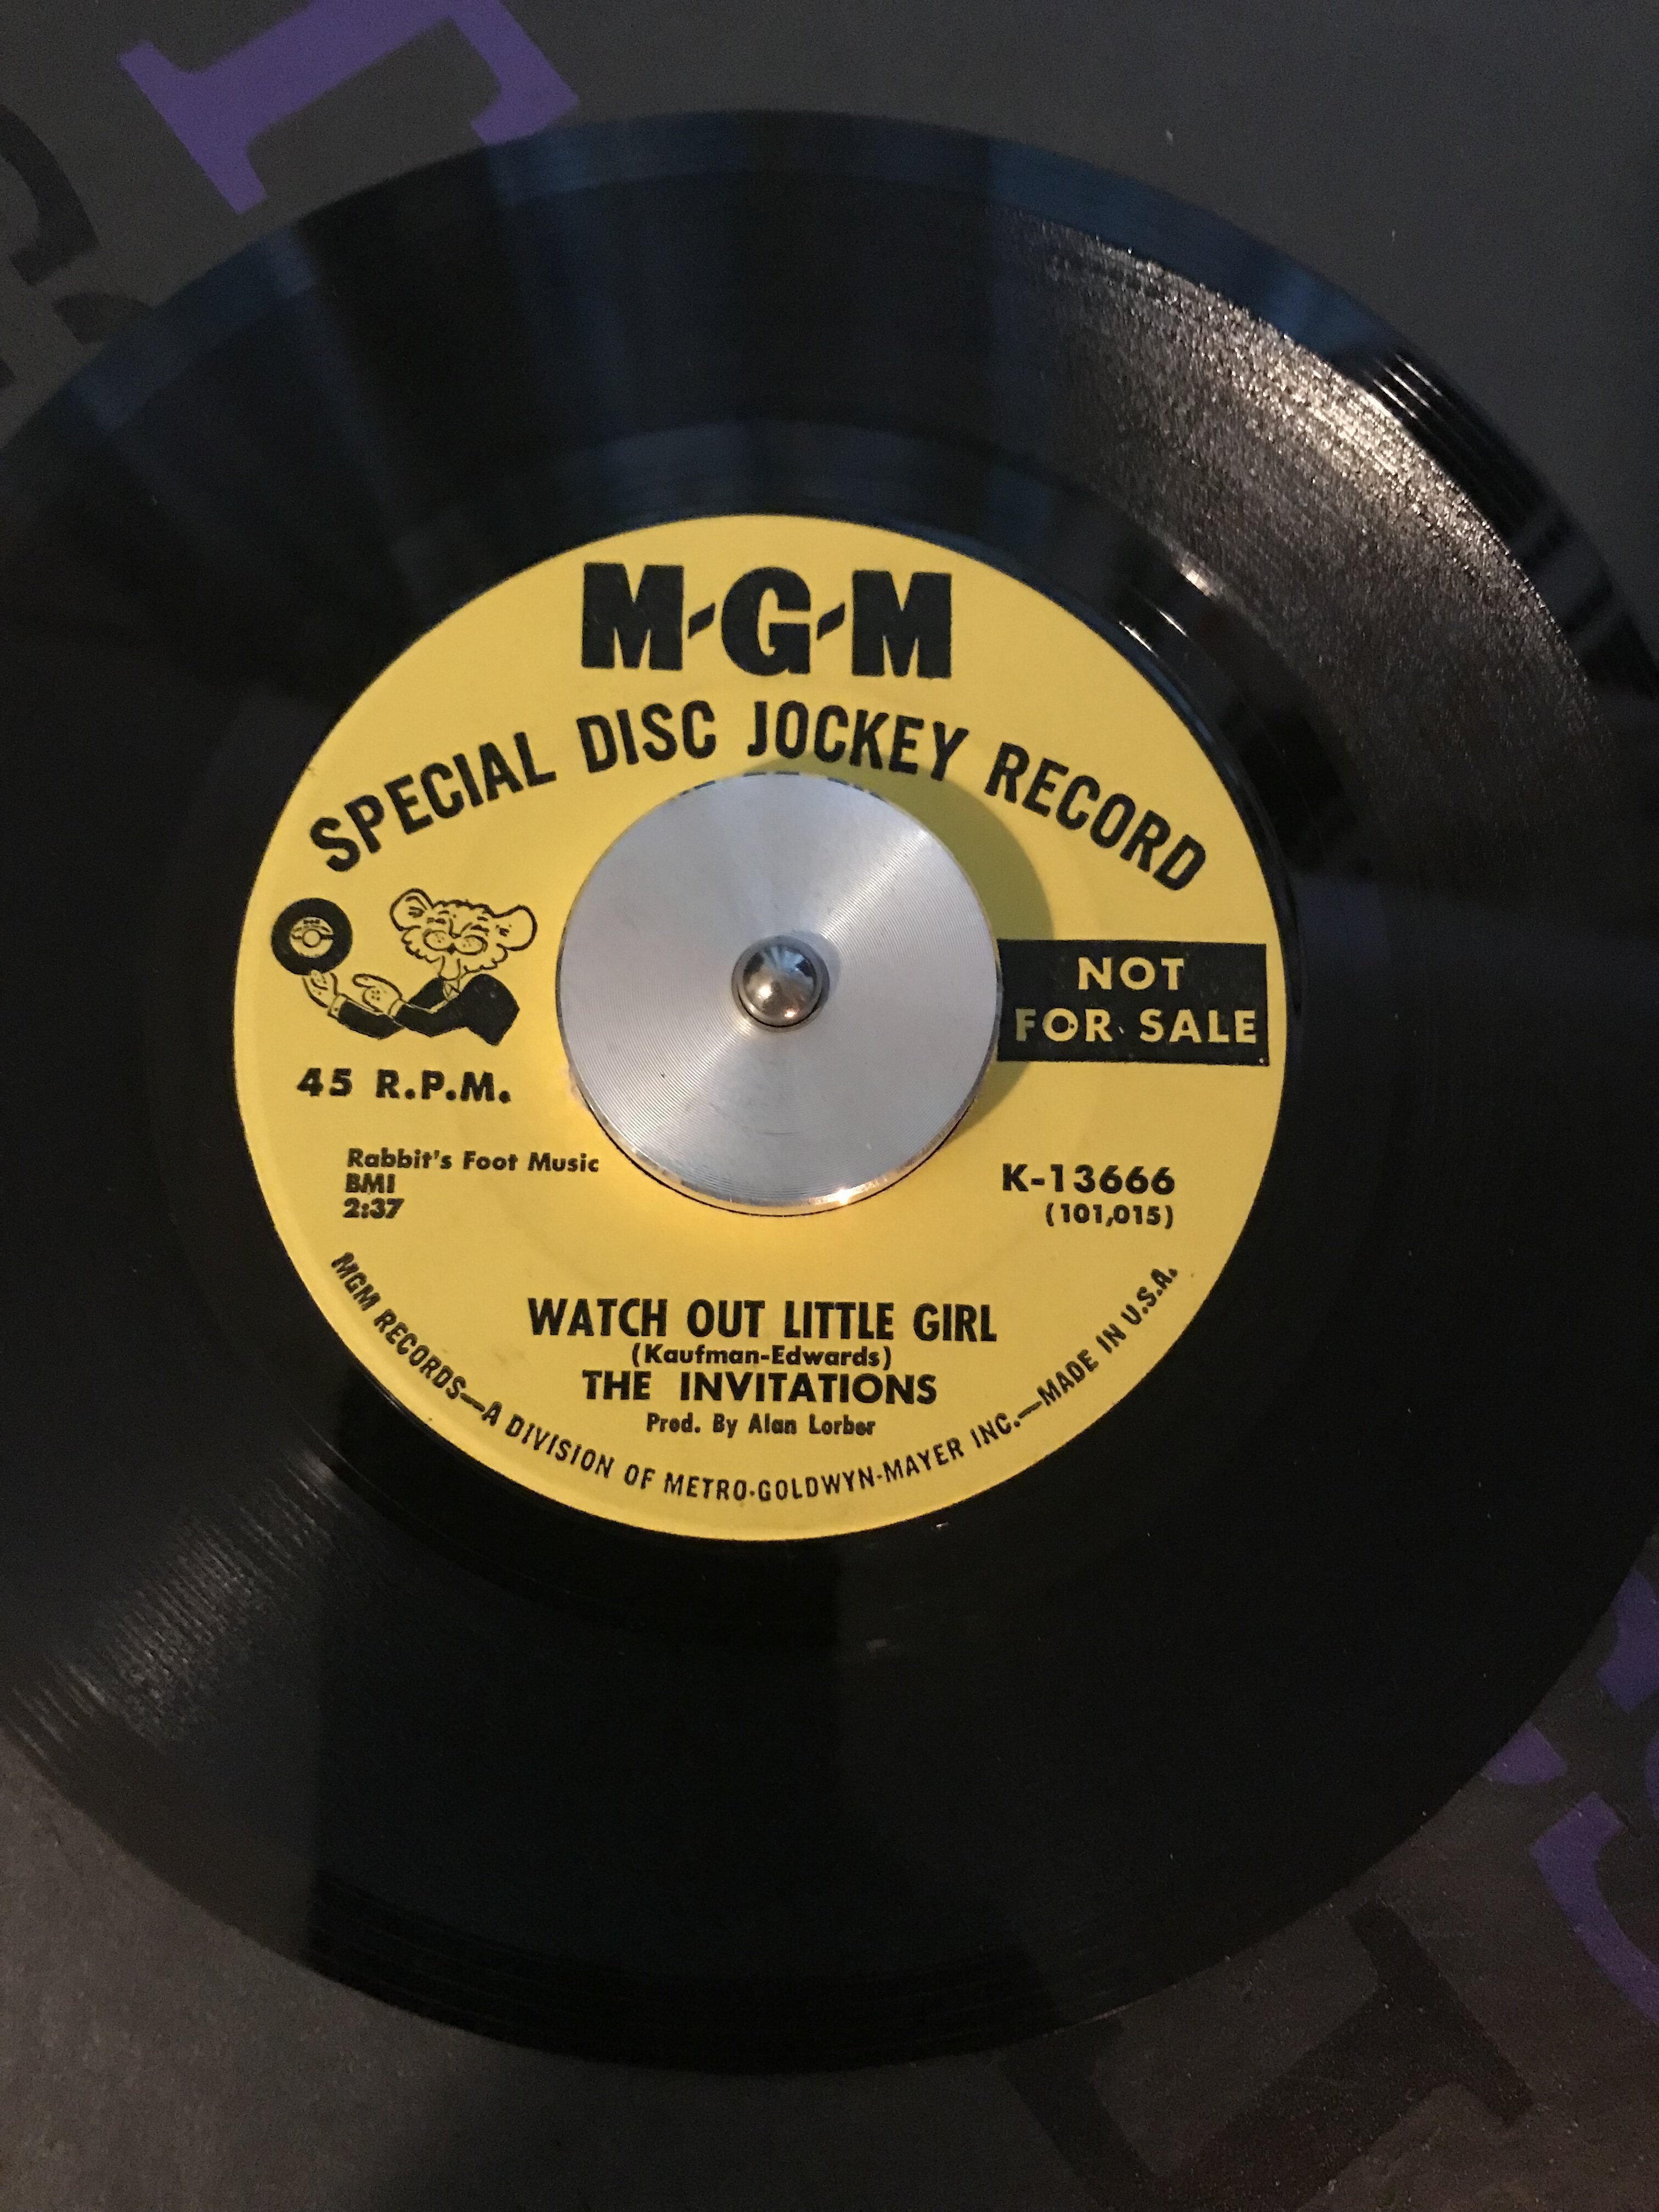 M-G-M
SPECIAL DISC JOCKEY RECORD
NOT
FOR SALE
45 R.P.M.
Rabbit's Foot Music
BMI
2:37
K-13666
(101,015)
WATCH OUT LITTLE GIRL
(Kaufman-Edwards)
THE INVITATIONS
Prod. By Alan Lorber
MGM RECORDS—A DIVISION OF METRO-GOLDWYN-MAYER INC.—MADE IN U.S.A.